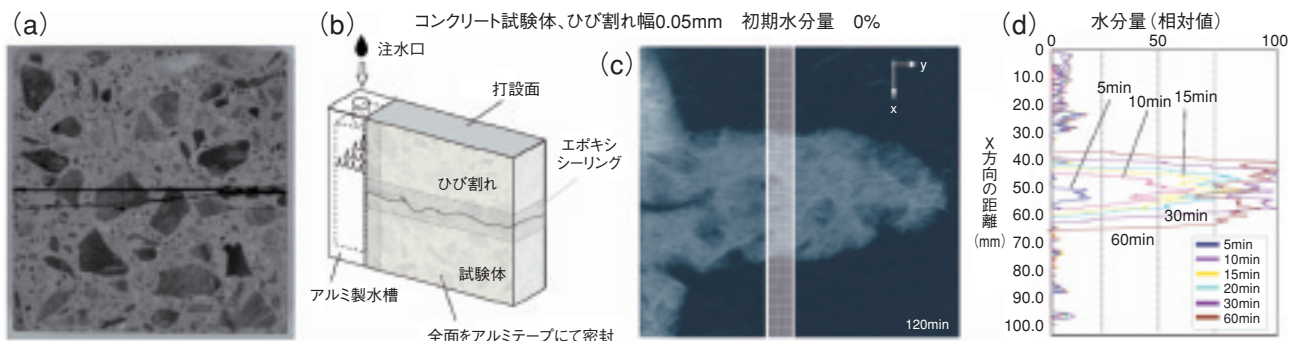 コンクリート試験体、ひび割れ幅0.05mm　初期水分量　0%
(a)
(b)
注水口
打設面
エポキシ
シーリング
ひび割れ
試験体
アルミ製水槽
全面をアルミテープにて密封
(c)
y
x
120min
(d)
水分量(相対値)
0
50
100
X方向の距離
(mm)
0
10.0
20.0
30.0
40.0
50.0
60.0
70.0
80.0
90.0
100.0
5min
10min
15min
30min
60min
5min
10min
15min
20min
30min
60min